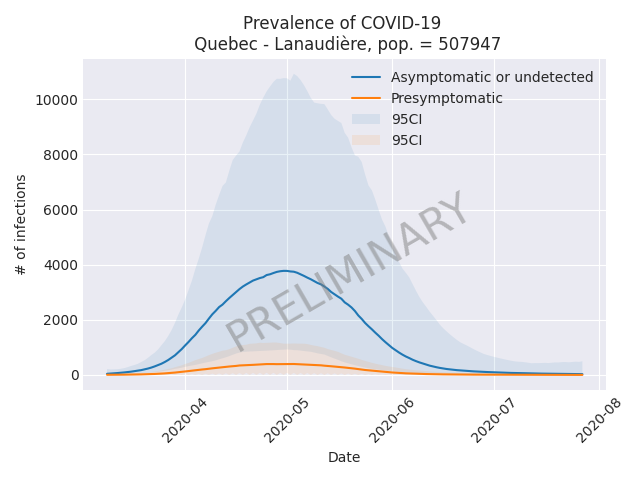 Prevalence of COVID-19
Quebec - Lanaudière, pop. = 507947
Asymptomatic or undetected
Presymptomatic
95CI
95CI
# of infections
10000
8000
6000
4000
2000
0
PRELIMINARY
2020-04
2020-05
2020-06
2020-07
2020-08
Date